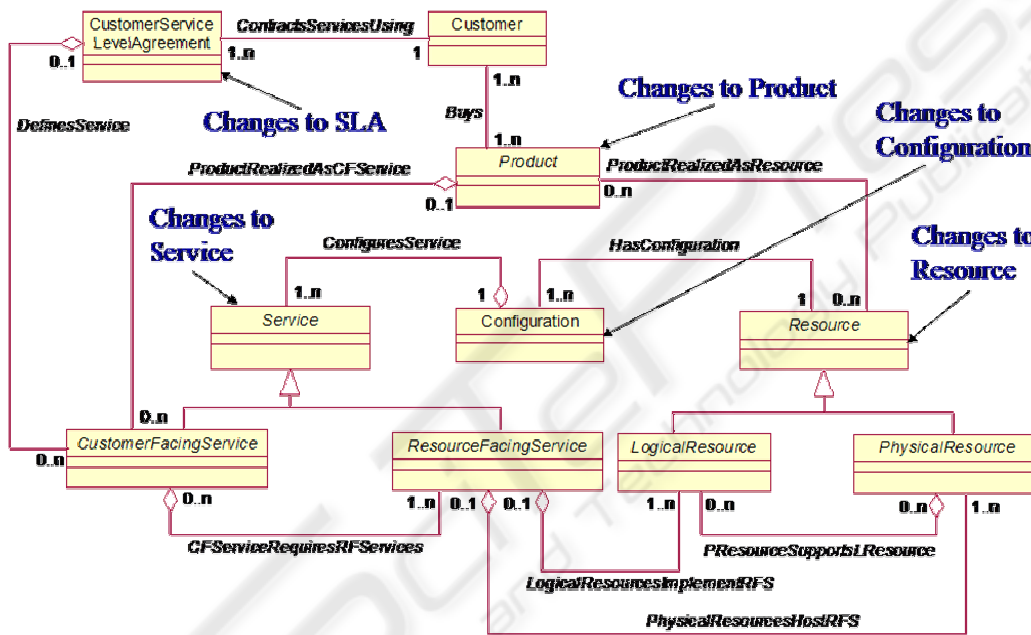 CustomerService
LevelAgreement
ContractsServicesUsing
Customer
1..n
1
0..1
1..n
Changes to Product
Changes to SLA
Buys
Changes to
Configuration
DefinesService
1..n
Product
ProductRealizedAsCFService
ProductRealizedAsResource
0..1
0..n
Changes to
Service
ConfiguresService
HasConfiguration
Changes to
Resource
1..n
1
1..n
1
0..n
Service
Configuration
Resource
0..n
CustomerFacingService
ResourceFacingService
LogicalResource
PhysicalResource
0..n
0..n
1..n
0..1
0..1
1..n
0..n
0..n
1..n
CFServiceRequiresRFServices
PResourceSupportsLResource
LogicalResourcesImplementRFS
PhysicalResourcesHostRFS